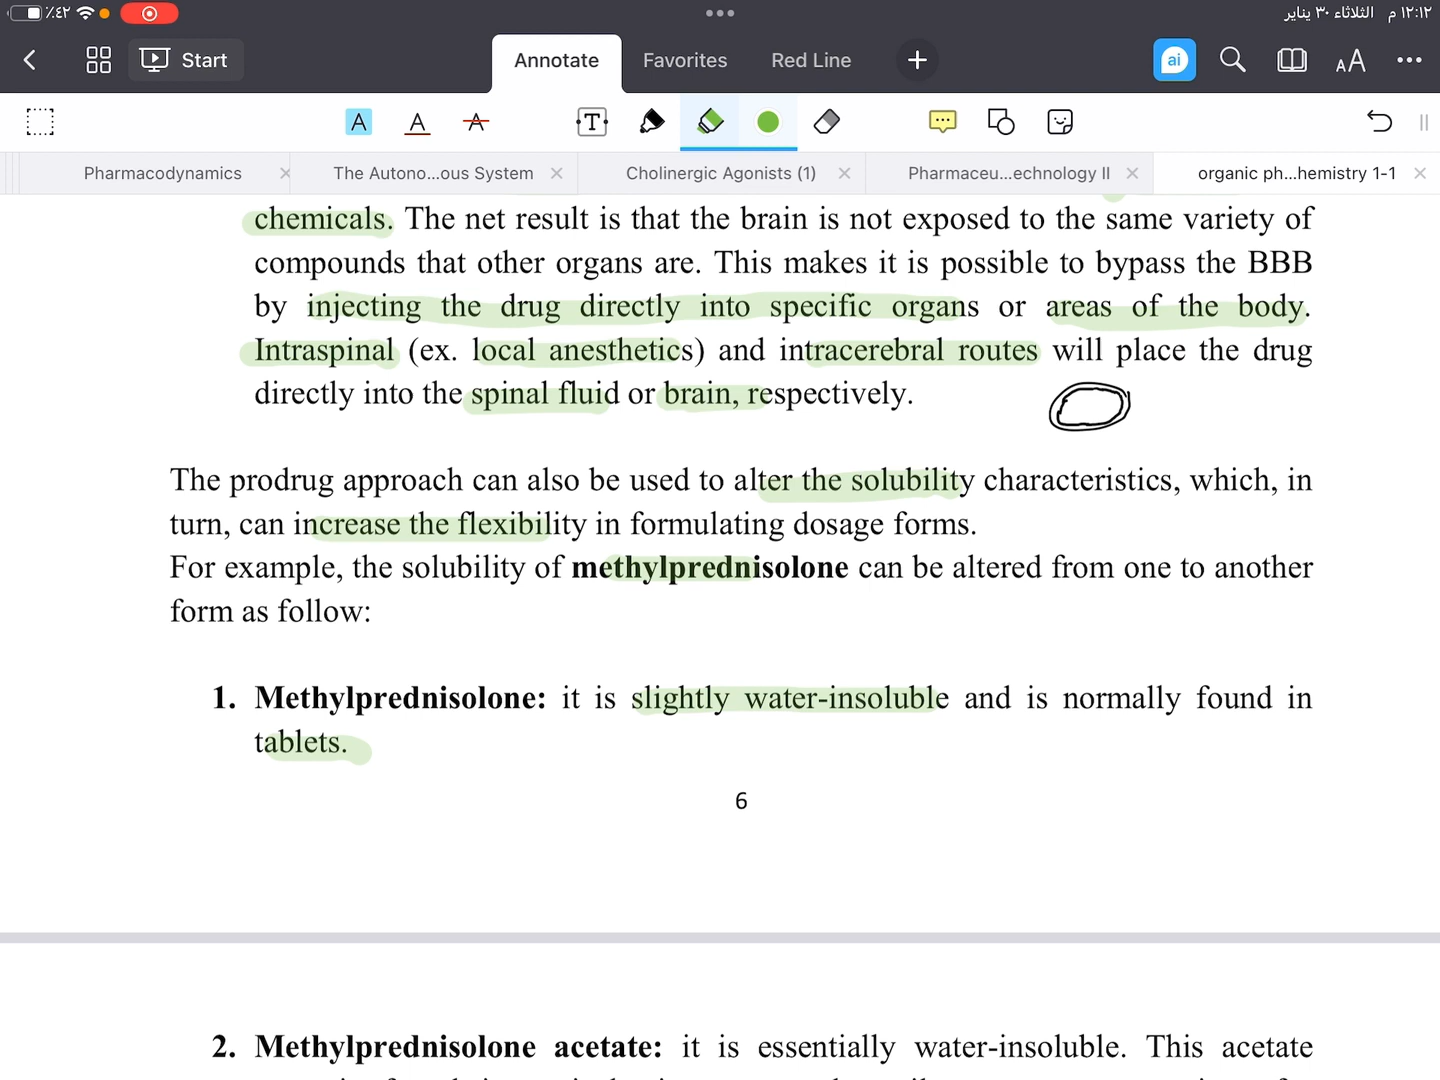 ٪٤٢
١٢:١٢ م الثلاثاء ٣٠ يناير
Start
Annotate
Favorites
Red Line
ai
AA
A
A
A
T
Pharmacodynamics
The Autono...ous System
Cholinergic Agonists (1)
Pharmaceu...echnology II
organic ph...hemistry 1-1
chemicals. The net result is that the brain is not exposed to the same variety of
compounds that other organs are. This makes it is possible to bypass the BBB
by injecting the drug directly into specific organs or areas of the body.
Intraspinal (ex. local anesthetics) and intracerebral routes will place the drug
directly into the spinal fluid or brain, respectively.
The prodrug approach can also be used to alter the solubility characteristics, which, in
turn, can increase the flexibility in formulating dosage forms.
For example, the solubility of methylprednisolone can be altered from one to another
form as follow:
1. Methylprednisolone: it is slightly water-insoluble and is normally found in
tablets.
6
2. Methylprednisolone acetate: it is essentially water-insoluble. This acetate